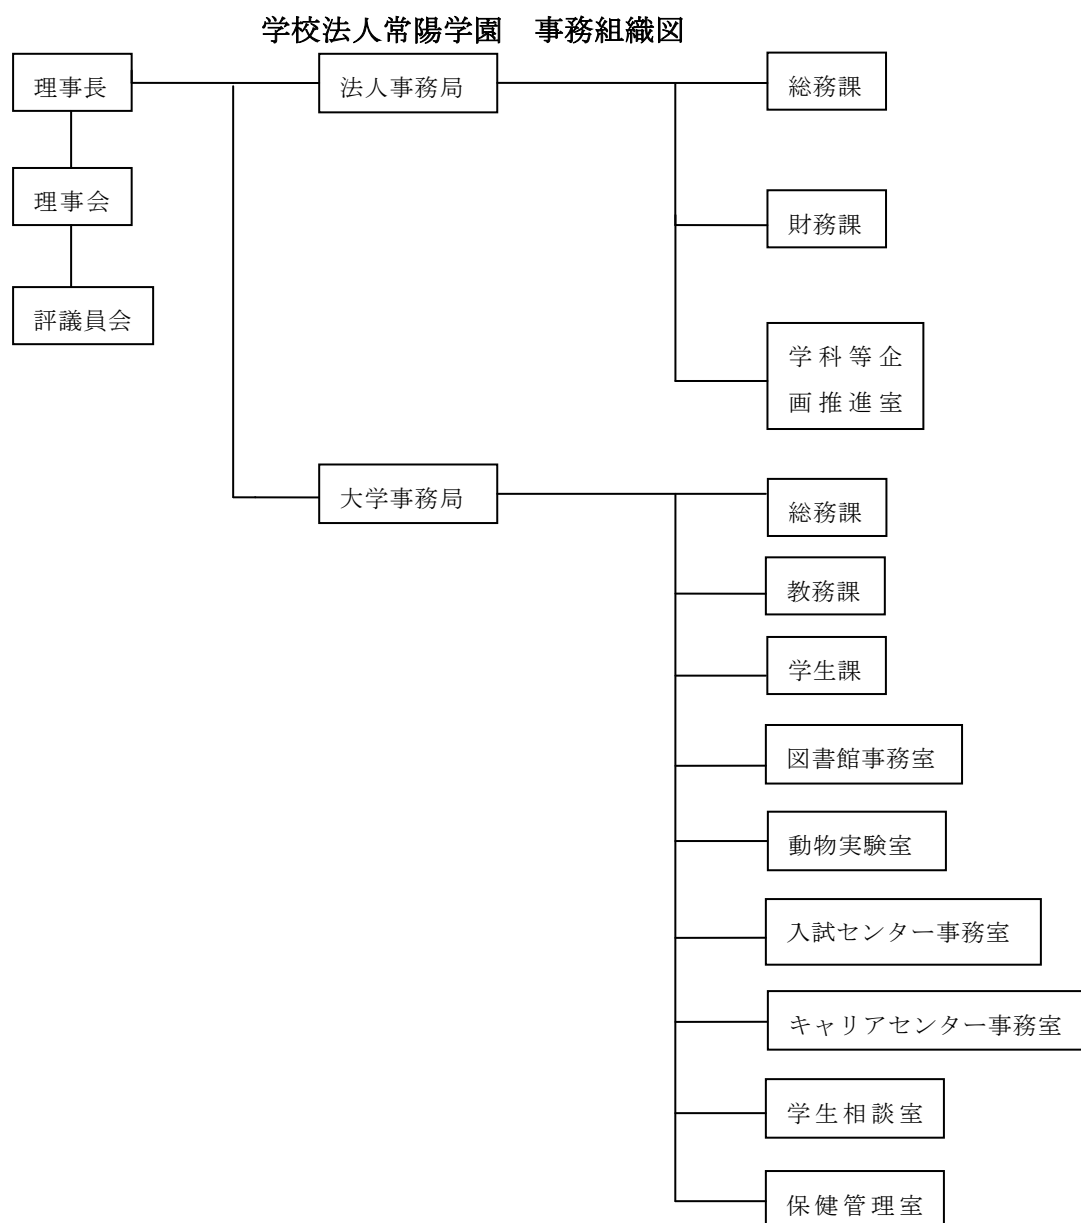 学校法人常陽学園　事務組織図
理事長
法人事務局
総務課
理事会
財務課
評議員会
学科等企
画推進室
大学事務局
総務課
教務課
学生課
図書館事務室
動物実験室
入試センター事務室
キャリアセンター事務室
学生相談室
保健管理室